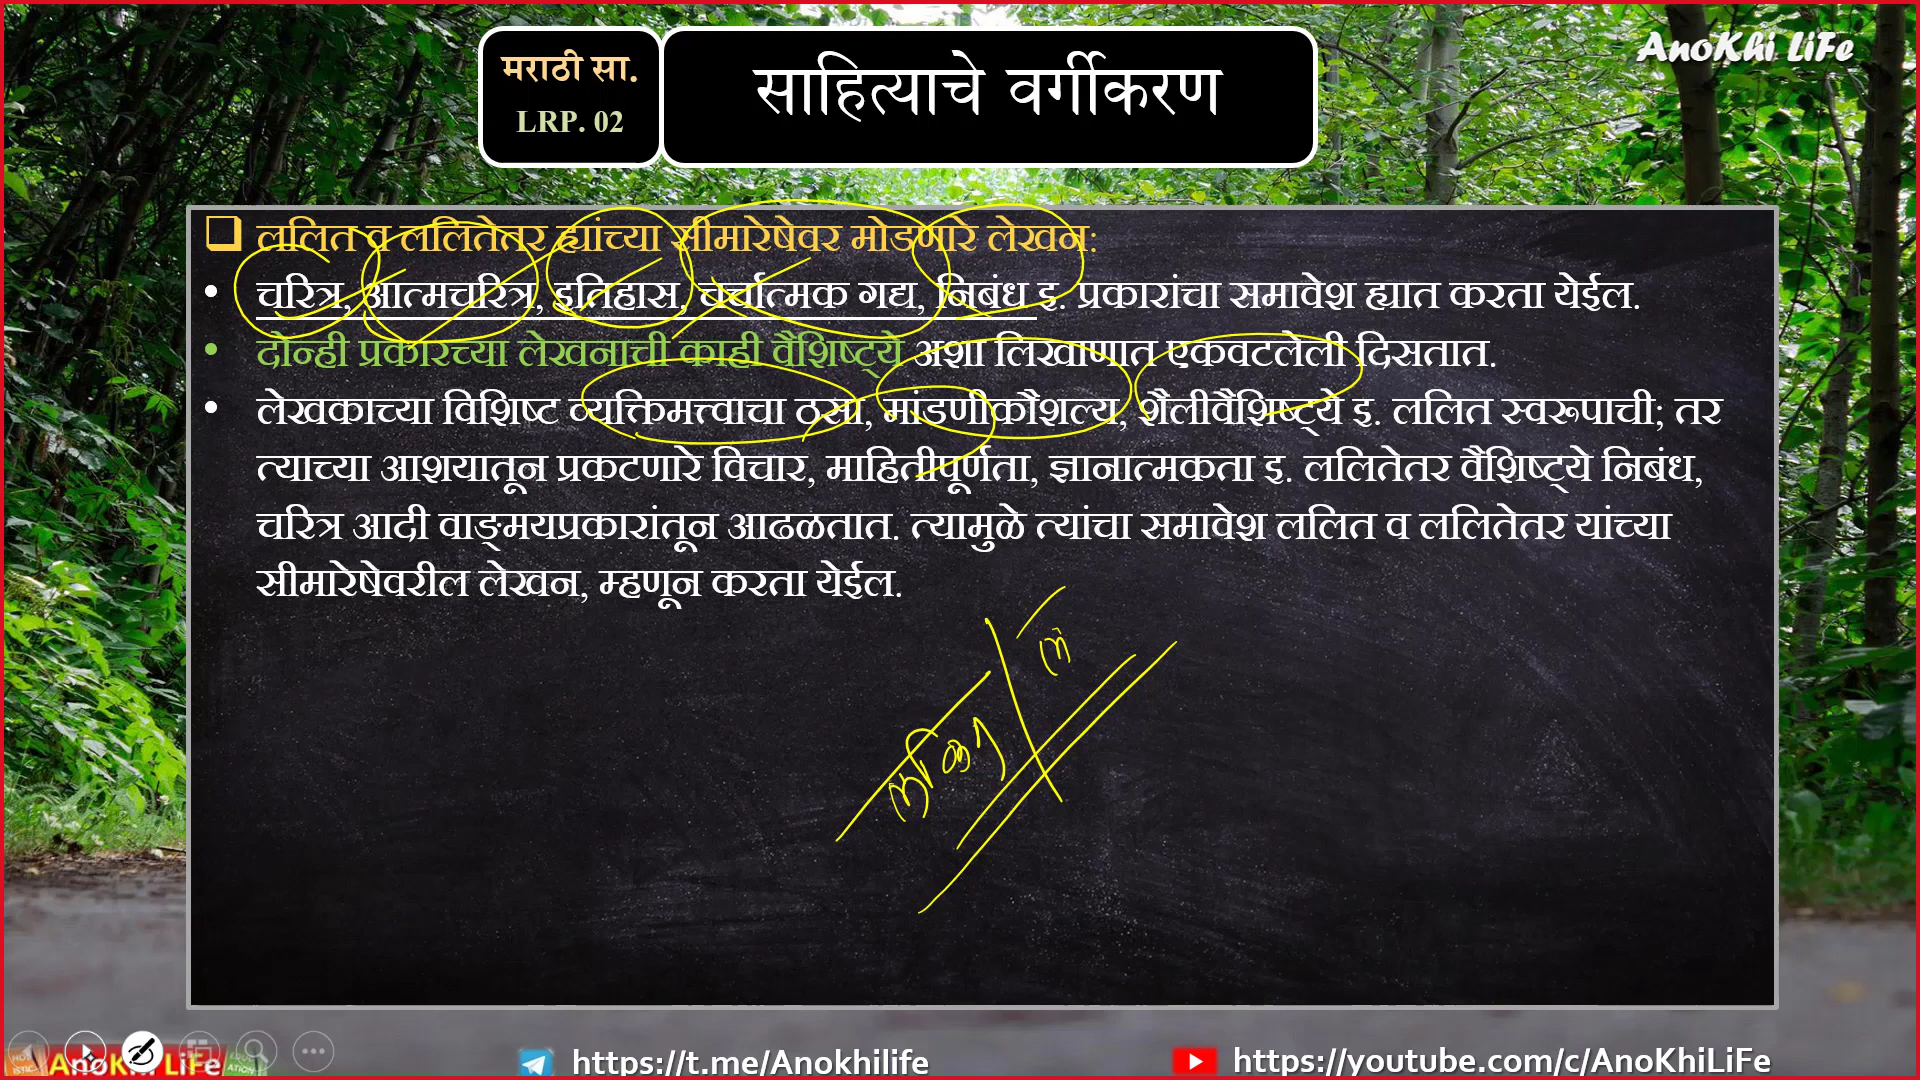 AnoKhi LiFe
मराठी सा.
LRP. 02
साहित्याचे वर्गीकरण
ललित व ललितेतर ह्यांच्या सीमारेषेवर मोडणारे लेखन:
चरित्र, आत्मचरित्र, इतिहास, चर्चात्मक गद्य, निबंध इ. प्रकारांचा समावेश ह्यात करता येईल.
दोन्ही प्रकारच्या लेखनाची काही वैशिष्ट्ये अशा लिखाणात एकवटलेली दिसतात.
लेखकाच्या विशिष्ट व्यक्तिमत्त्वाचा ठसा, मांडणीकौशल्य, शैलीवैशिष्ट्ये इ. ललित स्वरूपाची; तर
त्याच्या आशयातून प्रकटणारे विचार, माहितीपूर्णता, ज्ञानात्मकता इ. ललितेतर वैशिष्ट्ये निबंध,
चरित्र आदी वाङ्मयप्रकारांतून आढळतात. त्यामुळे त्यांचा समावेश ललित व ललितेतर यांच्या
सीमारेषेवरील लेखन, म्हणून करता येईल.
AnoKhi LiFe
https://t.me/Anokhilife
https://youtube.com/c/AnoKhiLiFe